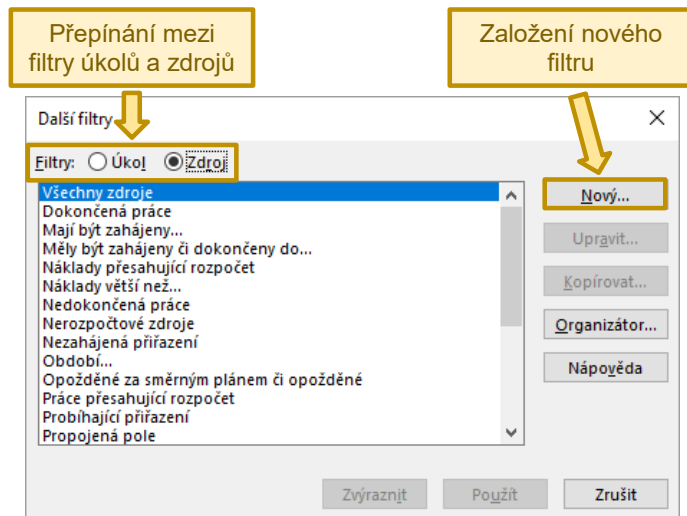 Přepínání mezi
filtry úkolů a zdrojů
Založení nového
filtru
Další filtry
Filtry: Úkol Zdroj
Všechny zdroje
Dokončená práce
Mají být zahájeny...
Měly být zahájeny či dokončeny do...
Náklady přesahující rozpočet
Náklady větší než...
Nedokončená práce
Nerozpočtové zdroje
Nezahájená přiřazení
Období...
Opožděné za směrným plánem či opožděné
Práce přesahující rozpočet
Probíhající přiřazení
Propojená pole
Nový...
Upravit...
Kopírovat...
Organizátor...
Nápověda
Zvýraznit Použít Zrušit